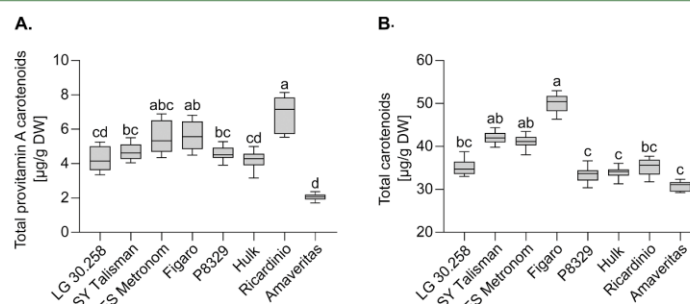 A.
Total provitamin A carotenoids
[µg/g DW]
10
8
6
4
2
0
cd
bc
abc
ab
bc
cd
a
d
LG 30.258
SY Talisman
ES Metronom
Figaro
P8329
Hulk
Ricardinio
Amaveritas
B.
Total carotenoids
[µg/g DW]
60
50
40
30
20
bc
ab
ab
a
c
c
bc
c
LG 30.258
SY Talisman
ES Metronom
Figaro
P8329
Hulk
Ricardinio
Amaveritas